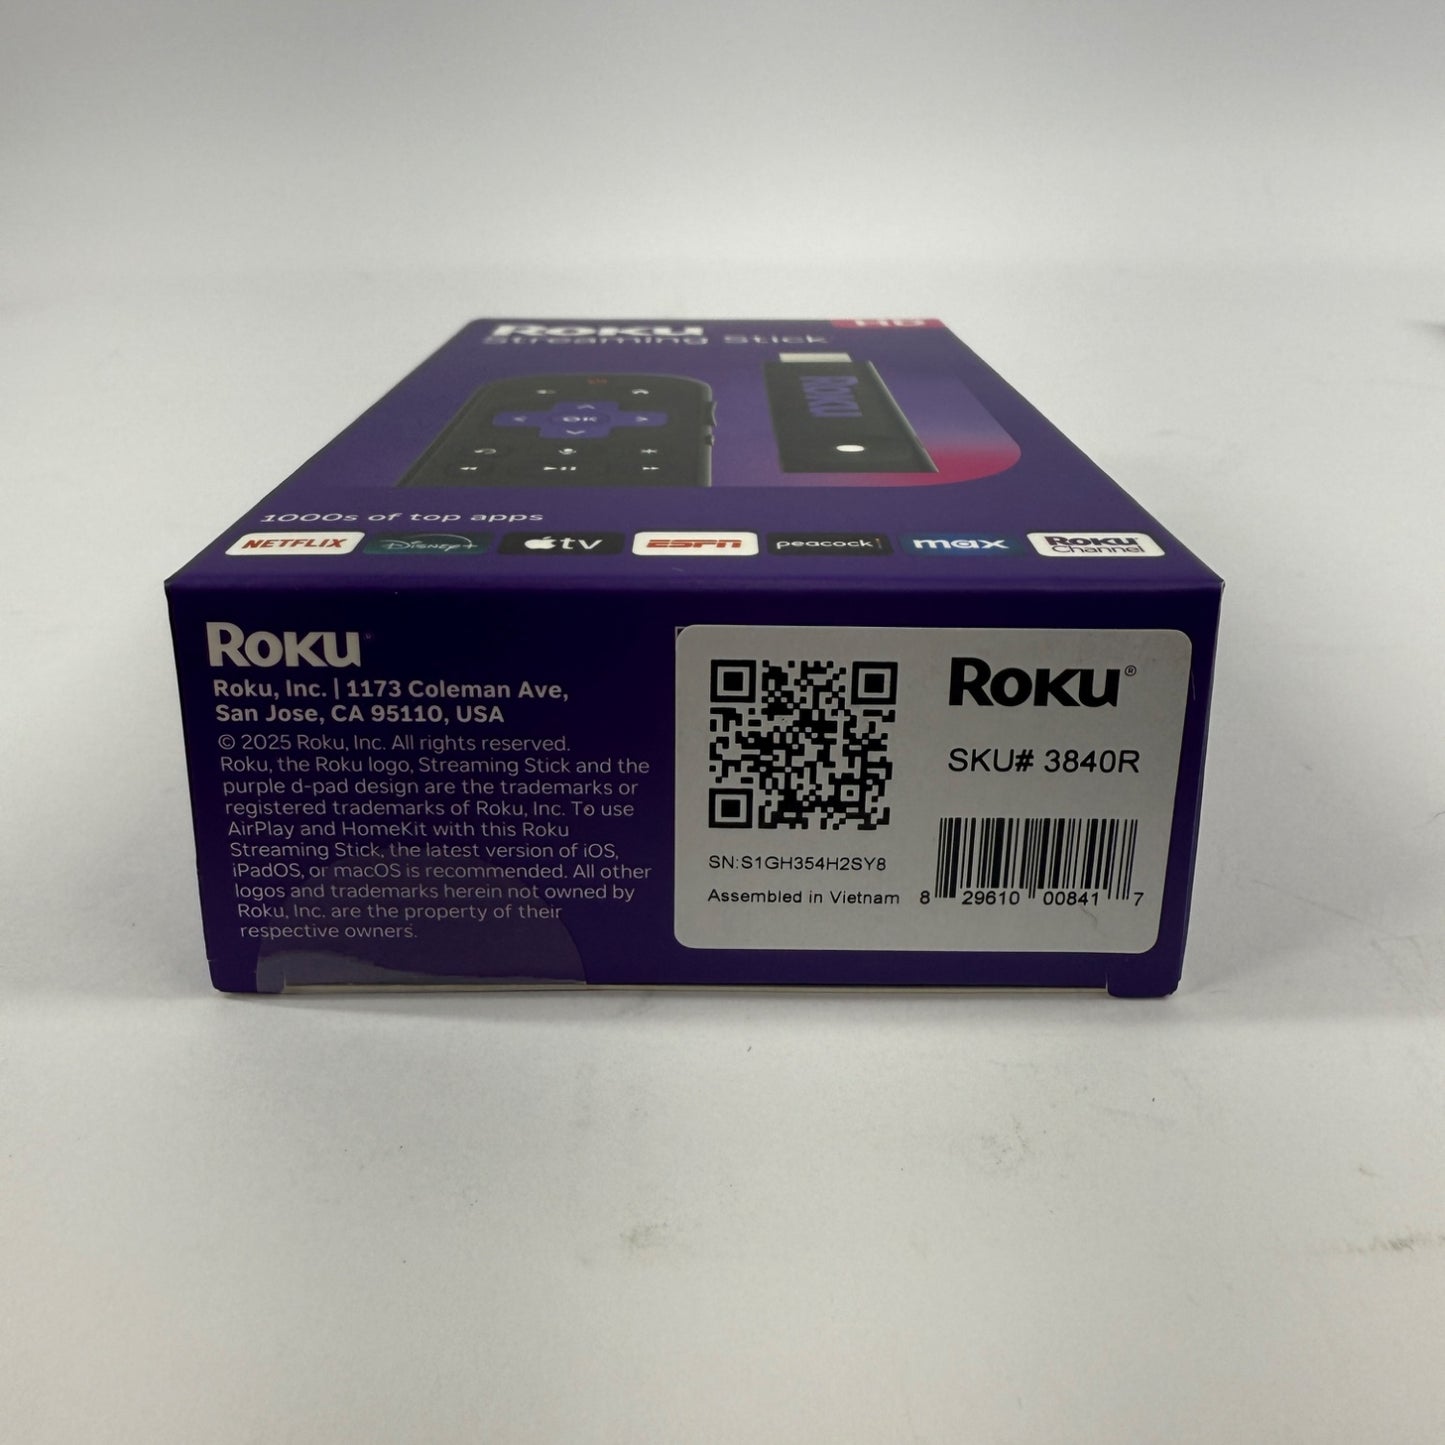 Roku
HD
Streaming Stick
Roku
OK
1000s of top apps
NETFLIX Disney+ tv ESPN peacock max Roku Channel
Roku®
Roku, Inc. | 1173 Coleman Ave,
San Jose, CA 95110, USA
© 2025 Roku, Inc. All rights reserved.
Roku, the Roku logo, Streaming Stick and the
purple d-pad design are the trademarks or
registered trademarks of Roku, Inc. To use
AirPlay and HomeKit with this Roku
Streaming Stick, the latest version of iOS,
iPadOS, or macOS is recommended. All other
logos and trademarks herein not owned by
Roku, Inc. are the property of their
respective owners.
Roku®
SKU# 3840R
SN:S1GH354H2SY8
Assembled in Vietnam
8 29610 00841 7